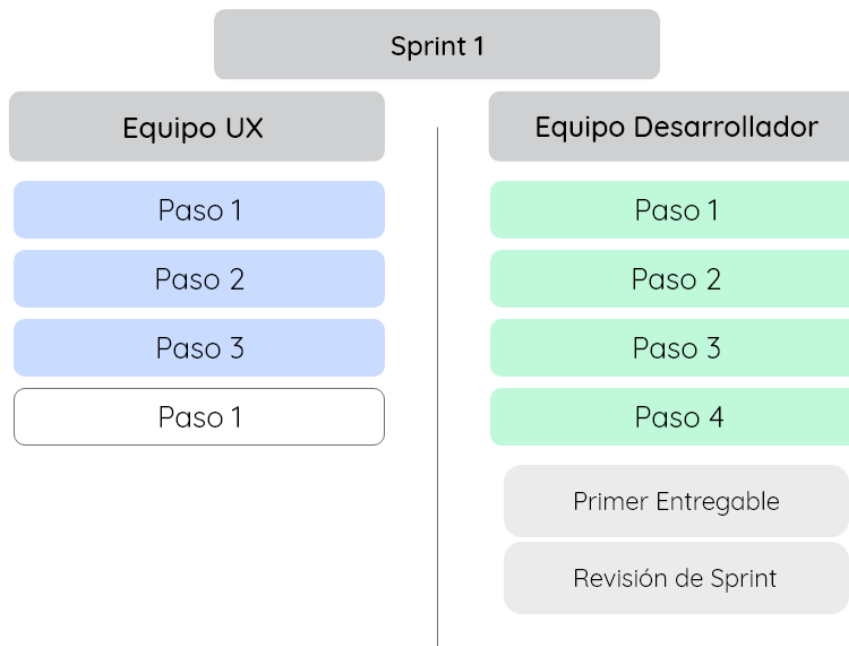 Sprint 1
Equipo UX
Paso 1
Paso 2
Paso 3
Paso 1
Equipo Desarrollador
Paso 1
Paso 2
Paso 3
Paso 4
Primer Entregable
Revisión de Sprint